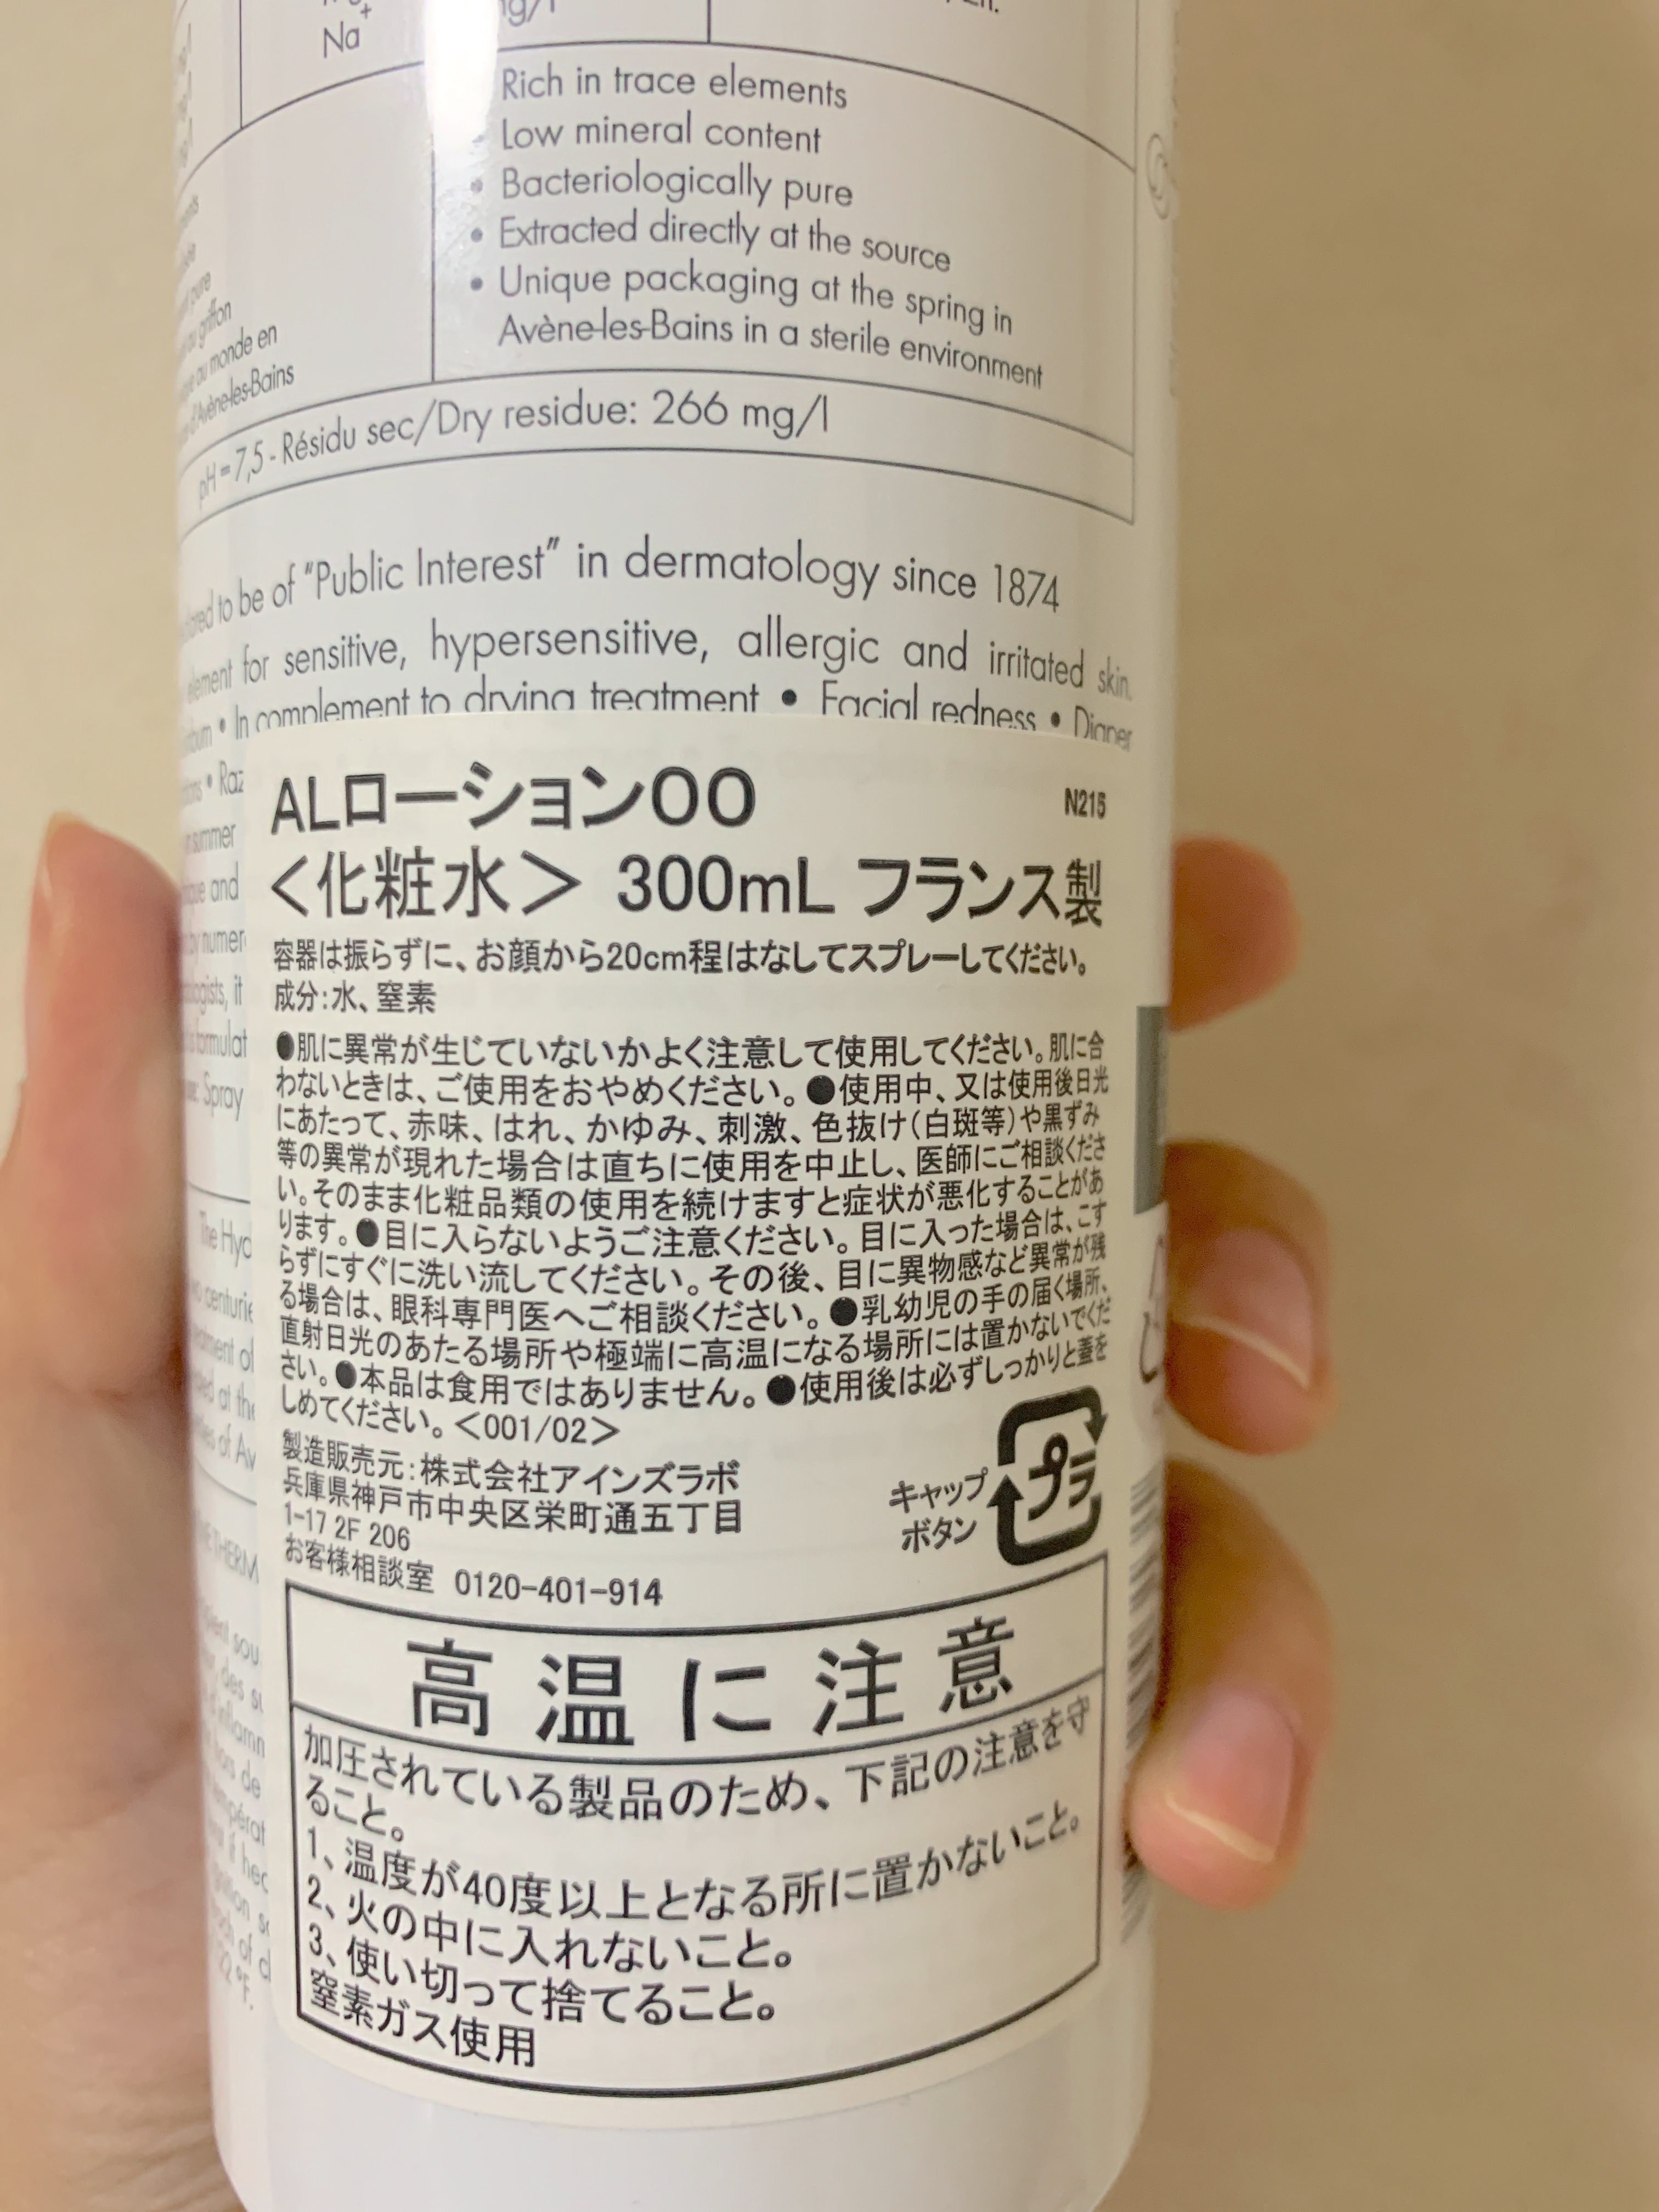 Na+
mg/l
Rich in trace elements
• Low mineral content
• Bacteriologically pure
• Extracted directly at the source
• Unique packaging at the spring in
Avène-les-Bains in a sterile environment
pure
griffon
au monde en
d'Avène-les-Bains
pH = 7,5 - Résidu sec/Dry residue: 266 mg/l
to be of "Public Interest" in dermatology since 1874
element for sensitive, hypersensitive, allergic and irritated skin.
• In complement to drying treatment • Facial redness • Diaper
summer
and
Spray
ALローションOO
N215
＜化粧水＞ 300mL フランス製
容器は振らずに、お顔から20cm程はなしてスプレーしてください。
成分:水、窒素
●肌に異常が生じていないかよく注意して使用してください。肌に合
わないときは、ご使用をおやめください。●使用中、又は使用後日光
にあたって、赤味、はれ、かゆみ、刺激、色抜け(白斑等)や黒ずみ
等の異常が現れた場合は直ちに使用を中止し、医師にご相談くださ
い。そのまま化粧品類の使用を続けますと症状が悪化することがあ
ります。●目に入らないようご注意ください。目に入った場合は、こす
らずにすぐに洗い流してください。その後、目に異物感など異常が残
る場合は、眼科専門医へご相談ください。●乳幼児の手の届く場所、
直射日光のあたる場所や極端に高温になる場所には置かないでくだ
さい。●本品は食用ではありません。●使用後は必ずしっかりと蓋を
しめてください。＜001/02＞
製造販売元:株式会社アインズラボ
兵庫県神戸市中央区栄町通五丁目
1-17 2F 206
お客様相談室 0120-401-914
キャップ
ボタン
プラ
高温に注意
加圧されている製品のため、下記の注意を守
ること。
1、温度が40度以上となる所に置かないこと。
2、火の中に入れないこと。
3、使い切って捨てること。
窒素ガス使用